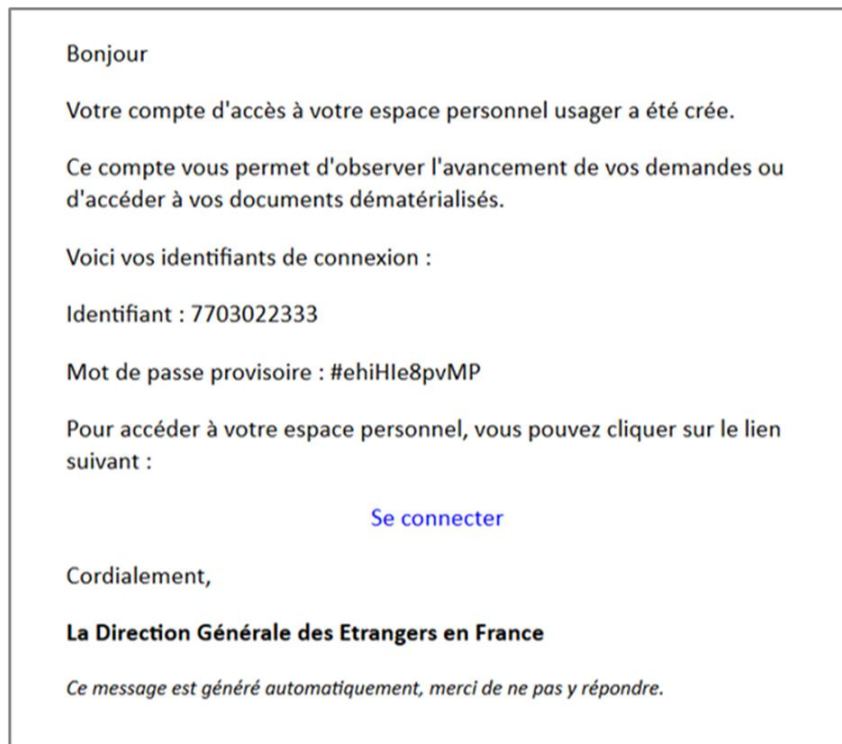 Bonjour
Votre compte d'accès à votre espace personnel usager a été crée.
Ce compte vous permet d'observer l'avancement de vos demandes ou
d'accéder à vos documents dématérialisés.
Voici vos identifiants de connexion :
Identifiant : 7703022333
Mot de passe provisoire : #ehiHIe8pvMP
Pour accéder à votre espace personnel, vous pouvez cliquer sur le lien
suivant :
Se connecter
Cordialement,
La Direction Générale des Etrangers en France
Ce message est généré automatiquement, merci de ne pas y répondre.